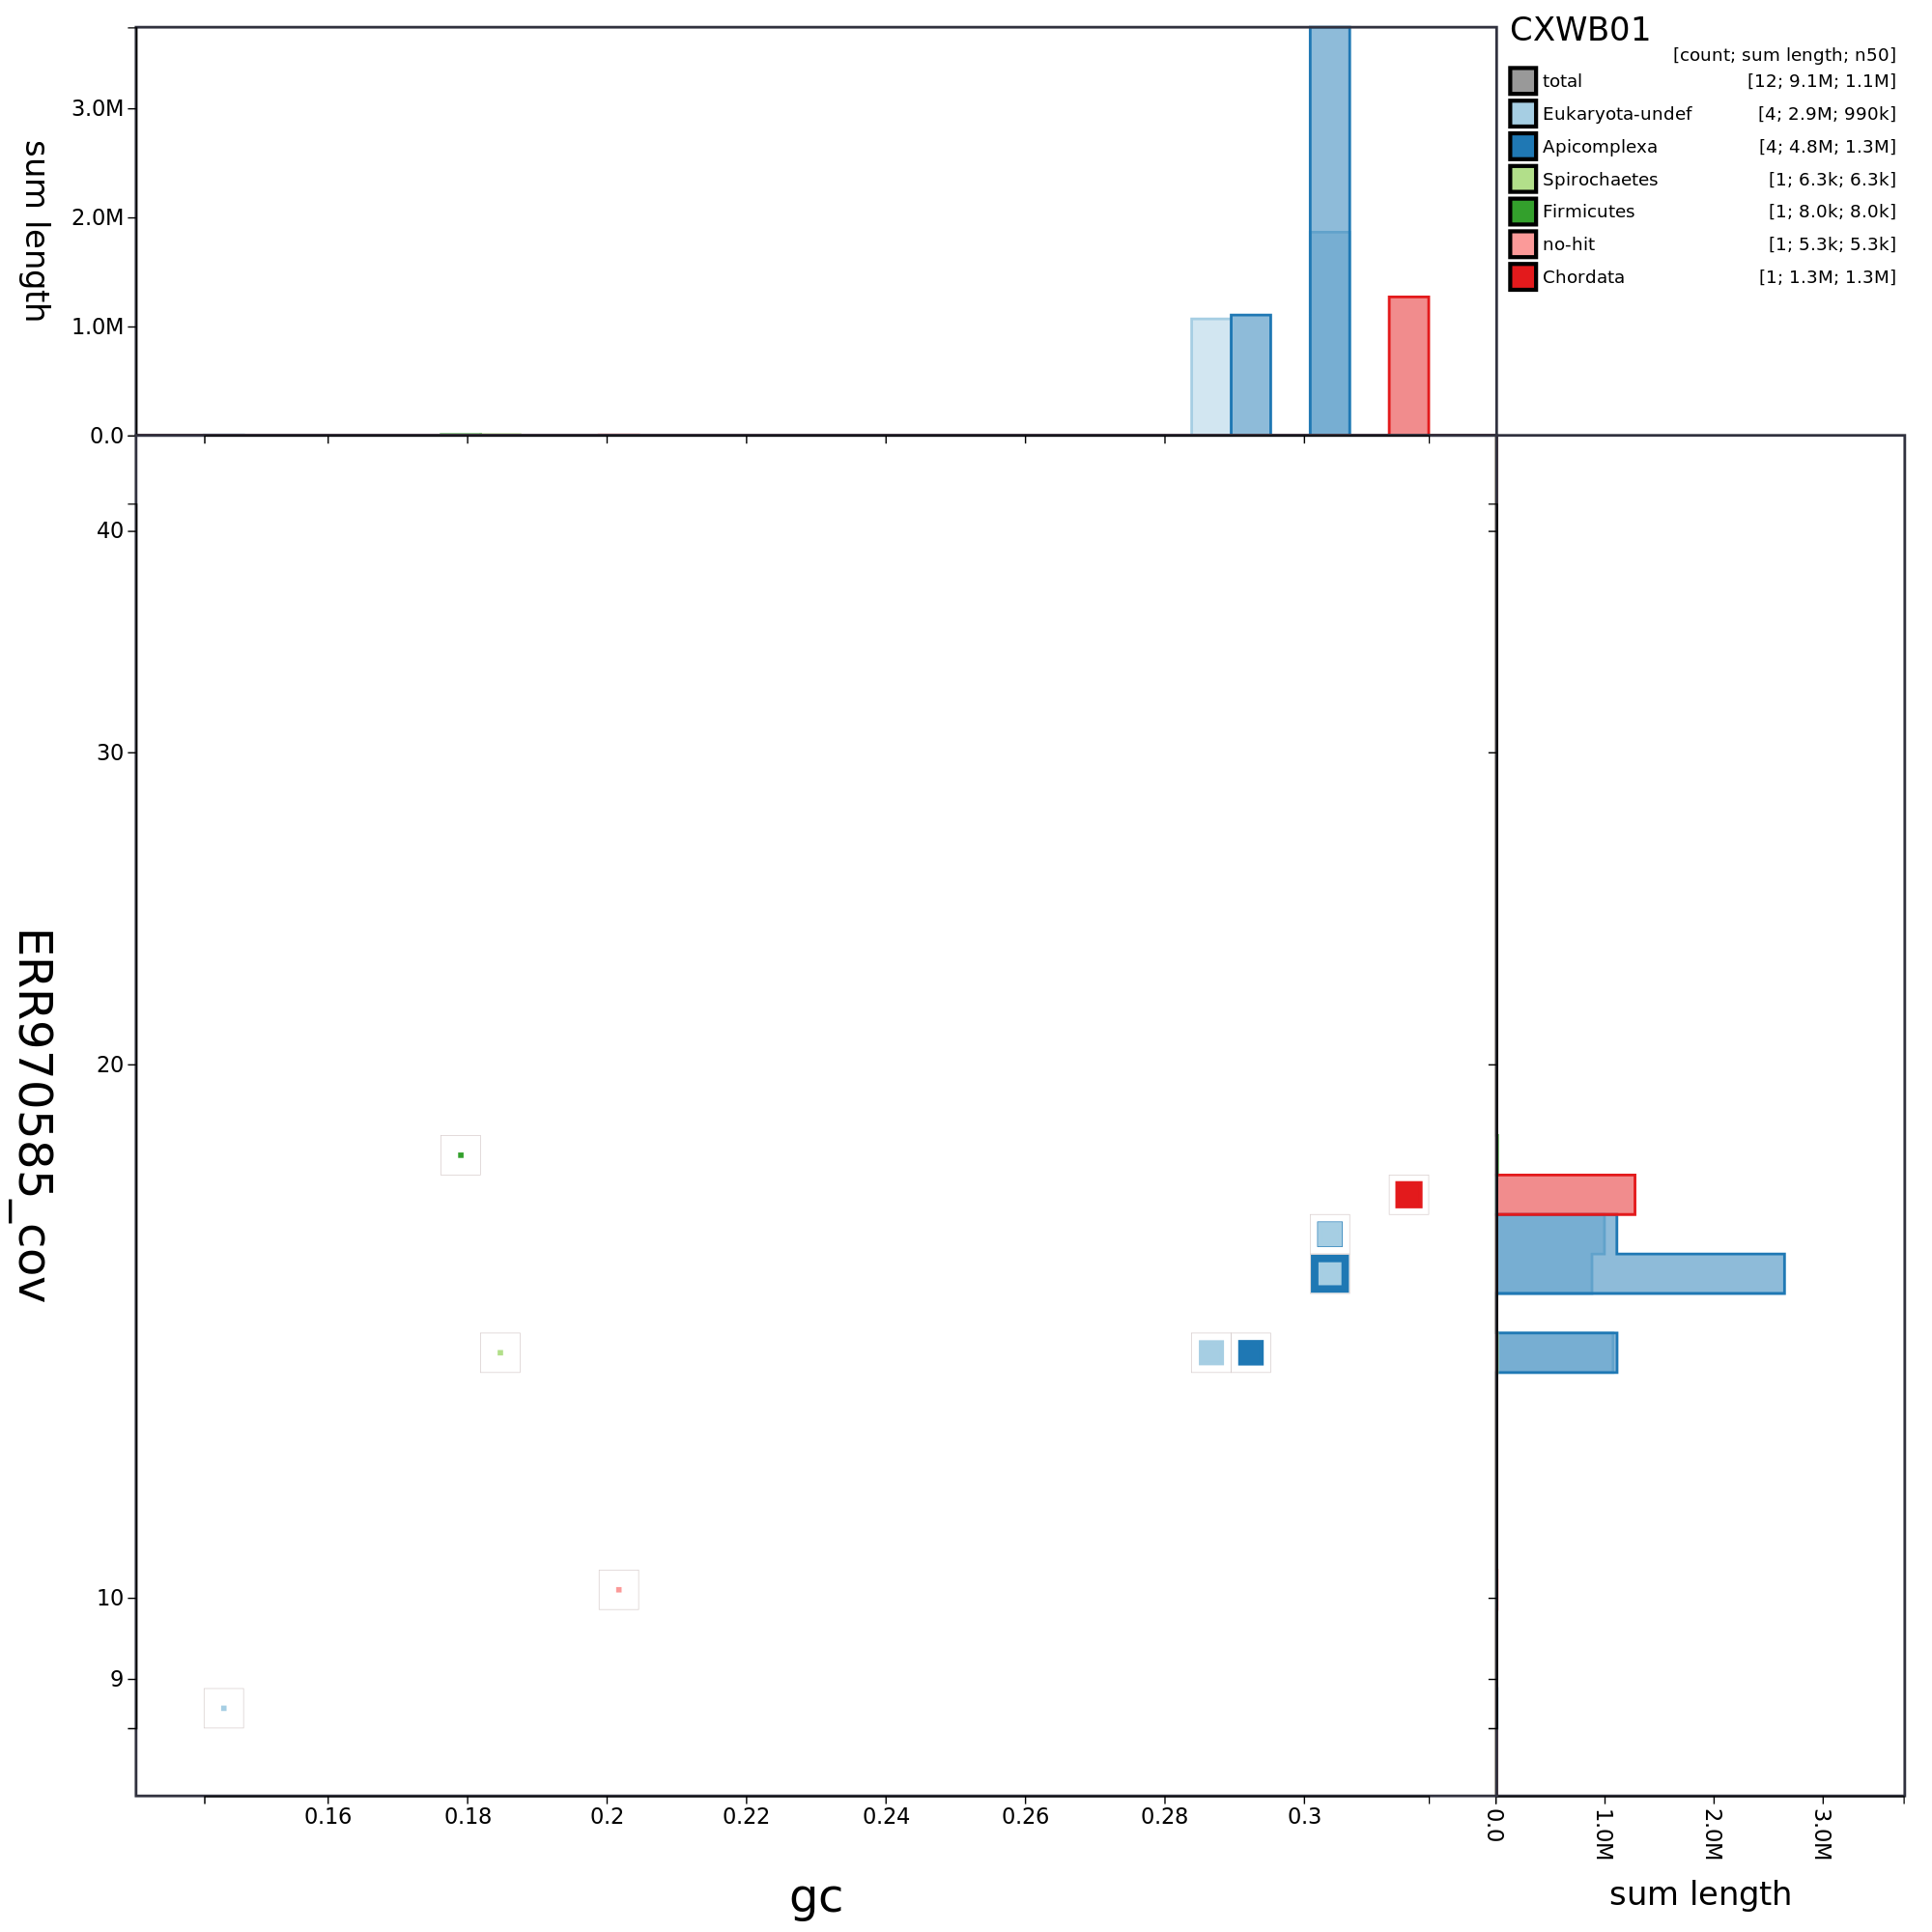 CXWB01
[count; sum length; n50]
total [12; 9.1M; 1.1M]
Eukaryota-undef [4; 2.9M; 990k]
Apicomplexa [4; 4.8M; 1.3M]
Spirochaetes [1; 6.3k; 6.3k]
Firmicutes [1; 8.0k; 8.0k]
no-hit [1; 5.3k; 5.3k]
Chordata [1; 1.3M; 1.3M]
sum length
3.0M
2.0M
1.0M
0.0
ERR970585_cov
40
30
20
10
9
0.16 0.18 0.2 0.22 0.24 0.26 0.28 0.3
gc
0.0 1.0M 2.0M 3.0M
sum length